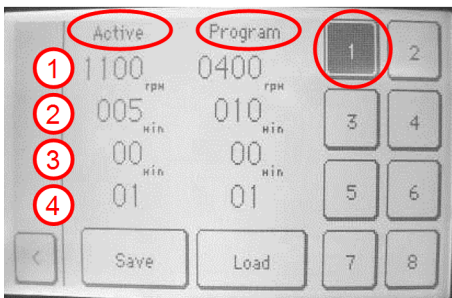 Active Program 1 2
1 1100 rpm 0400 rpm
2 005 min 010 min 3 4
3 00 min 00 min
4 01 01 5 6
< Save Load 7 8